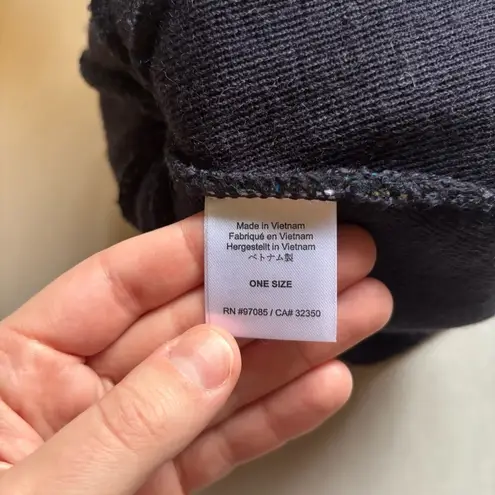 Made in Vietnam
Fabriqué en Vietnam
Hergestellt in Vietnam
ベトナム製
ONE SIZE
RN #97085 / CA# 32350